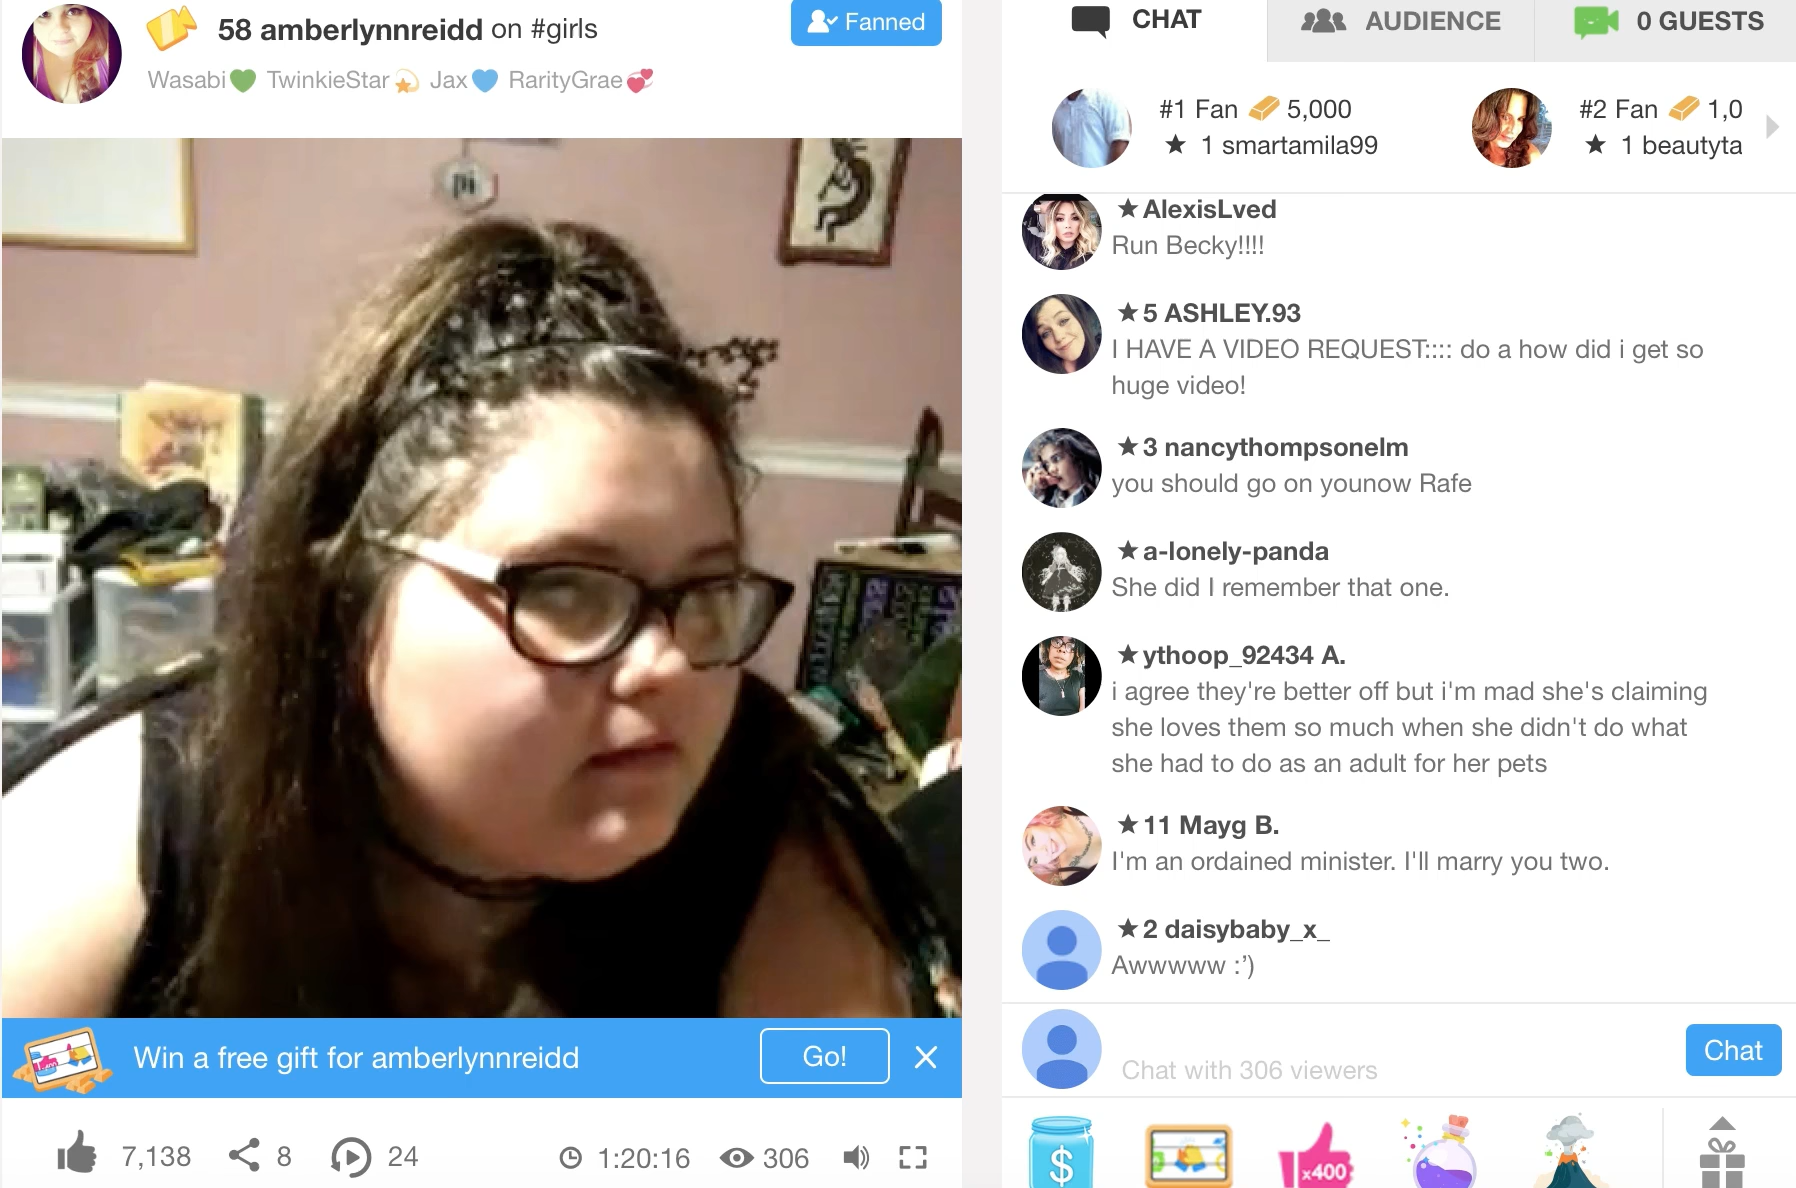 58 amberlynnreidd on #girls
Fanned
Wasabi💚 TwinkieStar💫 Jax💙 RarityGrae💞
pi
Win a free gift for amberlynnreidd
Go!
7,138
8
24
1:20:16
306
CHAT
AUDIENCE
0 GUESTS
#1 Fan 5,000
★ 1 smartamila99
#2 Fan 1,0
★ 1 beautyta
★ AlexisLved
Run Becky!!!!
★ 5 ASHLEY.93
I HAVE A VIDEO REQUEST:::: do a how did i get so
huge video!
★ 3 nancythompsonelm
you should go on younow Rafe
★ a-lonely-panda
She did I remember that one.
★ ythoop_92434 A.
i agree they're better off but i'm mad she's claiming
she loves them so much when she didn't do what
she had to do as an adult for her pets
★ 11 Mayg B.
I'm an ordained minister. I'll marry you two.
★ 2 daisybaby_x_
Awwwww :’)
Chat with 306 viewers
Chat
$
x400